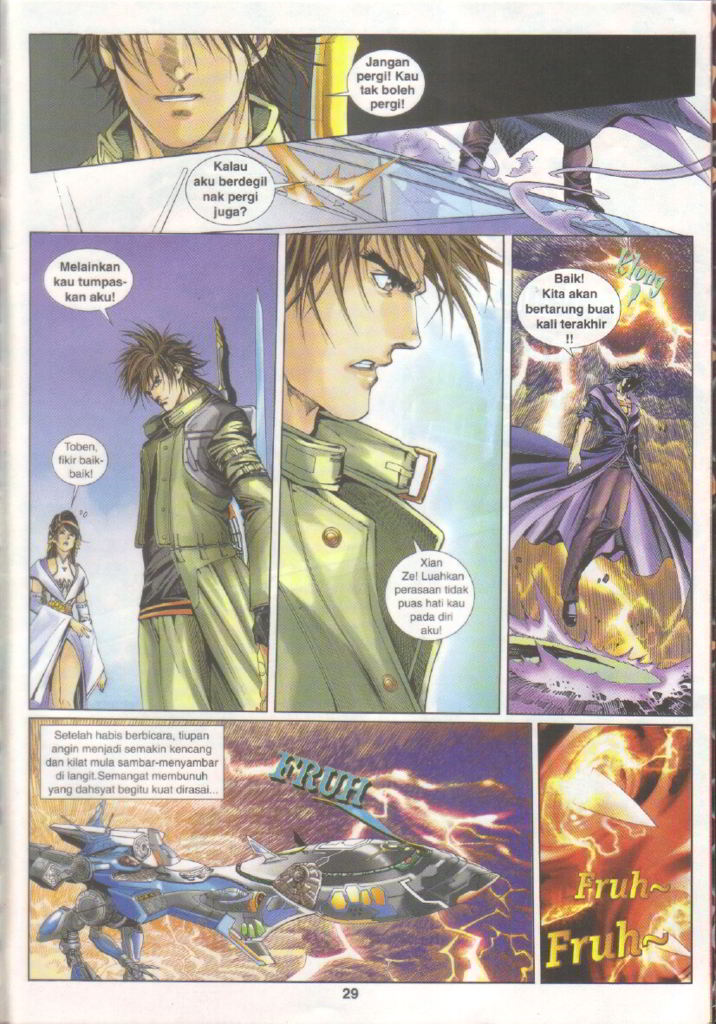 Jangan
pergi! Kau
tak boleh
pergi!
Kalau
aku berdegil
nak pergi
juga?
Melainkan
kau tumpas-
kan aku!
Toben,
fikir baik-
baik!
Xian
Ze! Luahkan
perasaan tidak
puas hati kau
pada diri
aku!
Klong
?
Baik!
Kita akan
bertarung buat
kali terakhir
!!
Setelah habis berbicara, tiupan
angin menjadi semakin kencang
dan kilat mula sambar-menyambar
di langit.Semangat membunuh
yang dahsyat begitu kuat dirasai...
FRUH
Fruh~
Fruh~
29